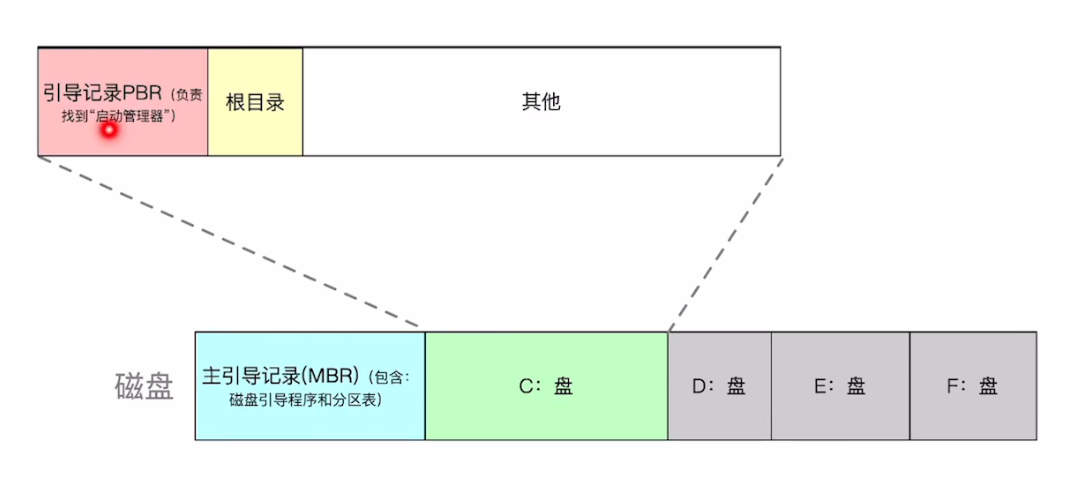 引导记录PBR（负责
找到“启动管理器”）
根目录
其他
磁盘
主引导记录(MBR)（包含：
磁盘引导程序和分区表）
C：盘
D：盘
E：盘
F：盘